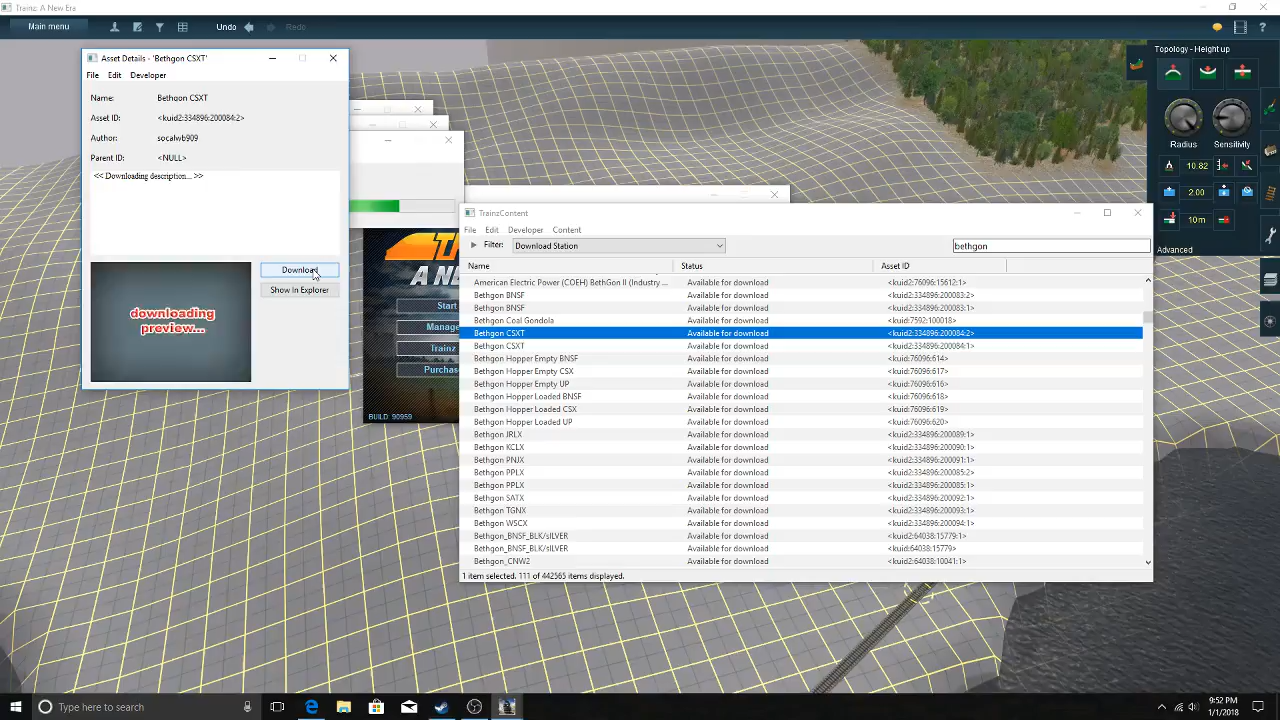 Trainz: A New Era
Main menu
Undo
Redo
Asset Details - 'Bethgon CSXT'
File Edit Developer
Name: Bethgon CSXT
Asset ID: <kuid2:334896:200084:2>
Author: socalwb909
Parent ID: <NULL>
<< Downloading description... >>
downloading
preview...
Download
Show In Explorer
A N
Start
Manage
Trainz
Purchas
BUILD: 90959
TrainzContent
File Edit Developer Content
Filter: Download Station
bethgon
Name Status Asset ID
American Electric Power (COEH) BethGon II (Industry ... Available for download <kuid2:76096:15612:1>
Bethgon BNSF Available for download <kuid2:334896:200083:2>
Bethgon BNSF Available for download <kuid2:334896:200083:1>
Bethgon Coal Gondola Available for download <kuid:7592:100018>
Bethgon CSXT Available for download <kuid2:334896:200084:2>
Bethgon CSXT Available for download <kuid2:334896:200084:1>
Bethgon Hopper Empty BNSF Available for download <kuid:76096:614>
Bethgon Hopper Empty CSX Available for download <kuid:76096:617>
Bethgon Hopper Empty UP Available for download <kuid:76096:616>
Bethgon Hopper Loaded BNSF Available for download <kuid:76096:618>
Bethgon Hopper Loaded CSX Available for download <kuid:76096:619>
Bethgon Hopper Loaded UP Available for download <kuid:76096:620>
Bethgon JRLX Available for download <kuid2:334896:200089:1>
Bethgon KCLX Available for download <kuid2:334896:200090:1>
Bethgon PNJX Available for download <kuid2:334896:200091:1>
Bethgon PPLX Available for download <kuid2:334896:200085:2>
Bethgon PPLX Available for download <kuid2:334896:200085:1>
Bethgon SATX Available for download <kuid2:334896:200092:1>
Bethgon TGNX Available for download <kuid2:334896:200093:1>
Bethgon WSCX Available for download <kuid2:334896:200094:1>
Bethgon_BNSF_BLK/sILVER Available for download <kuid2:64038:15779:1>
Bethgon_BNSF_BLK/sILVER Available for download <kuid:64038:15779>
Bethgon_CNW2 Available for download <kuid2:64038:10041:1>
1 item selected, 111 of 442565 items displayed.
Topology - Height up
Radius Sensitivity
10.82
2.00
10m
Advanced
Type here to search
9:52 PM
1/1/2018